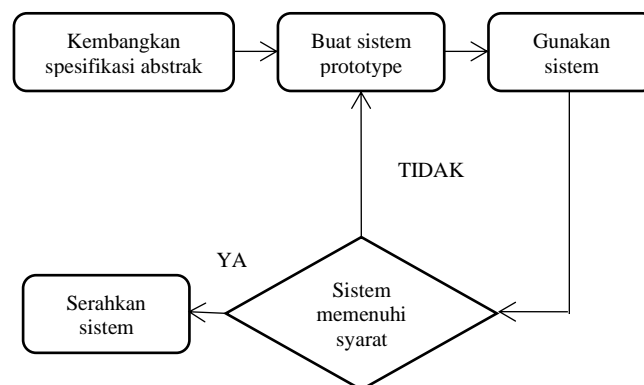 Kembangkan
spesifikasi abstrak
Buat sistem
prototype
Gunakan
sistem
TIDAK
YA
Serahkan
sistem
Sistem
memenuhi
syarat